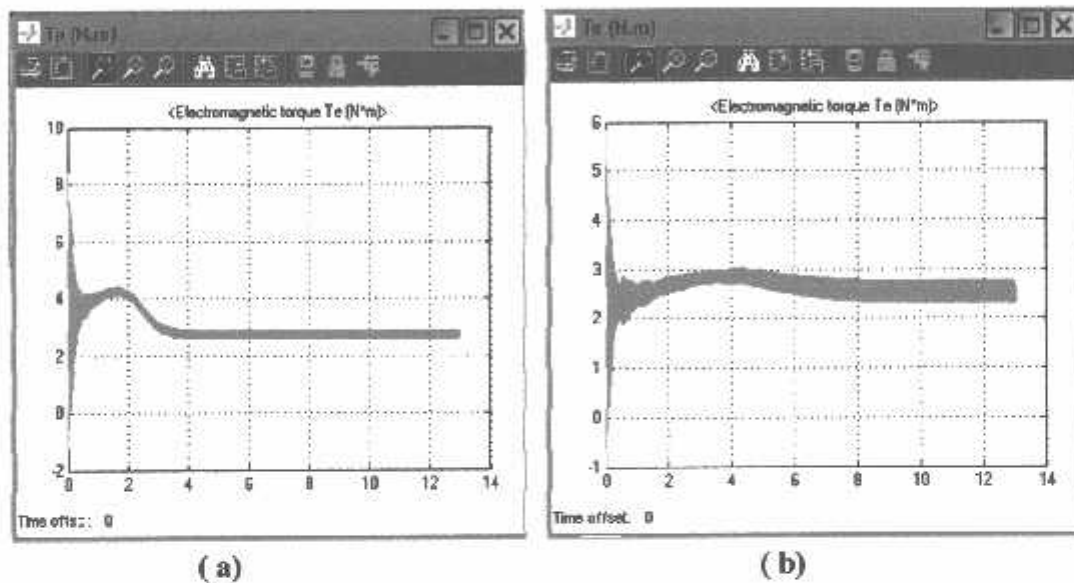 Te (N.m)
<Electromagnetic torque Te (N*m)>
10
8
6
4
2
0
-2
0 2 4 6 8 10 12 14
Time offset: 0
( a)
Te (N.m)
<Electromagnetic torque Te (N*m)>
6
5
4
3
2
1
0
-1
0 2 4 6 8 10 12 14
Time offset: 0
( b)